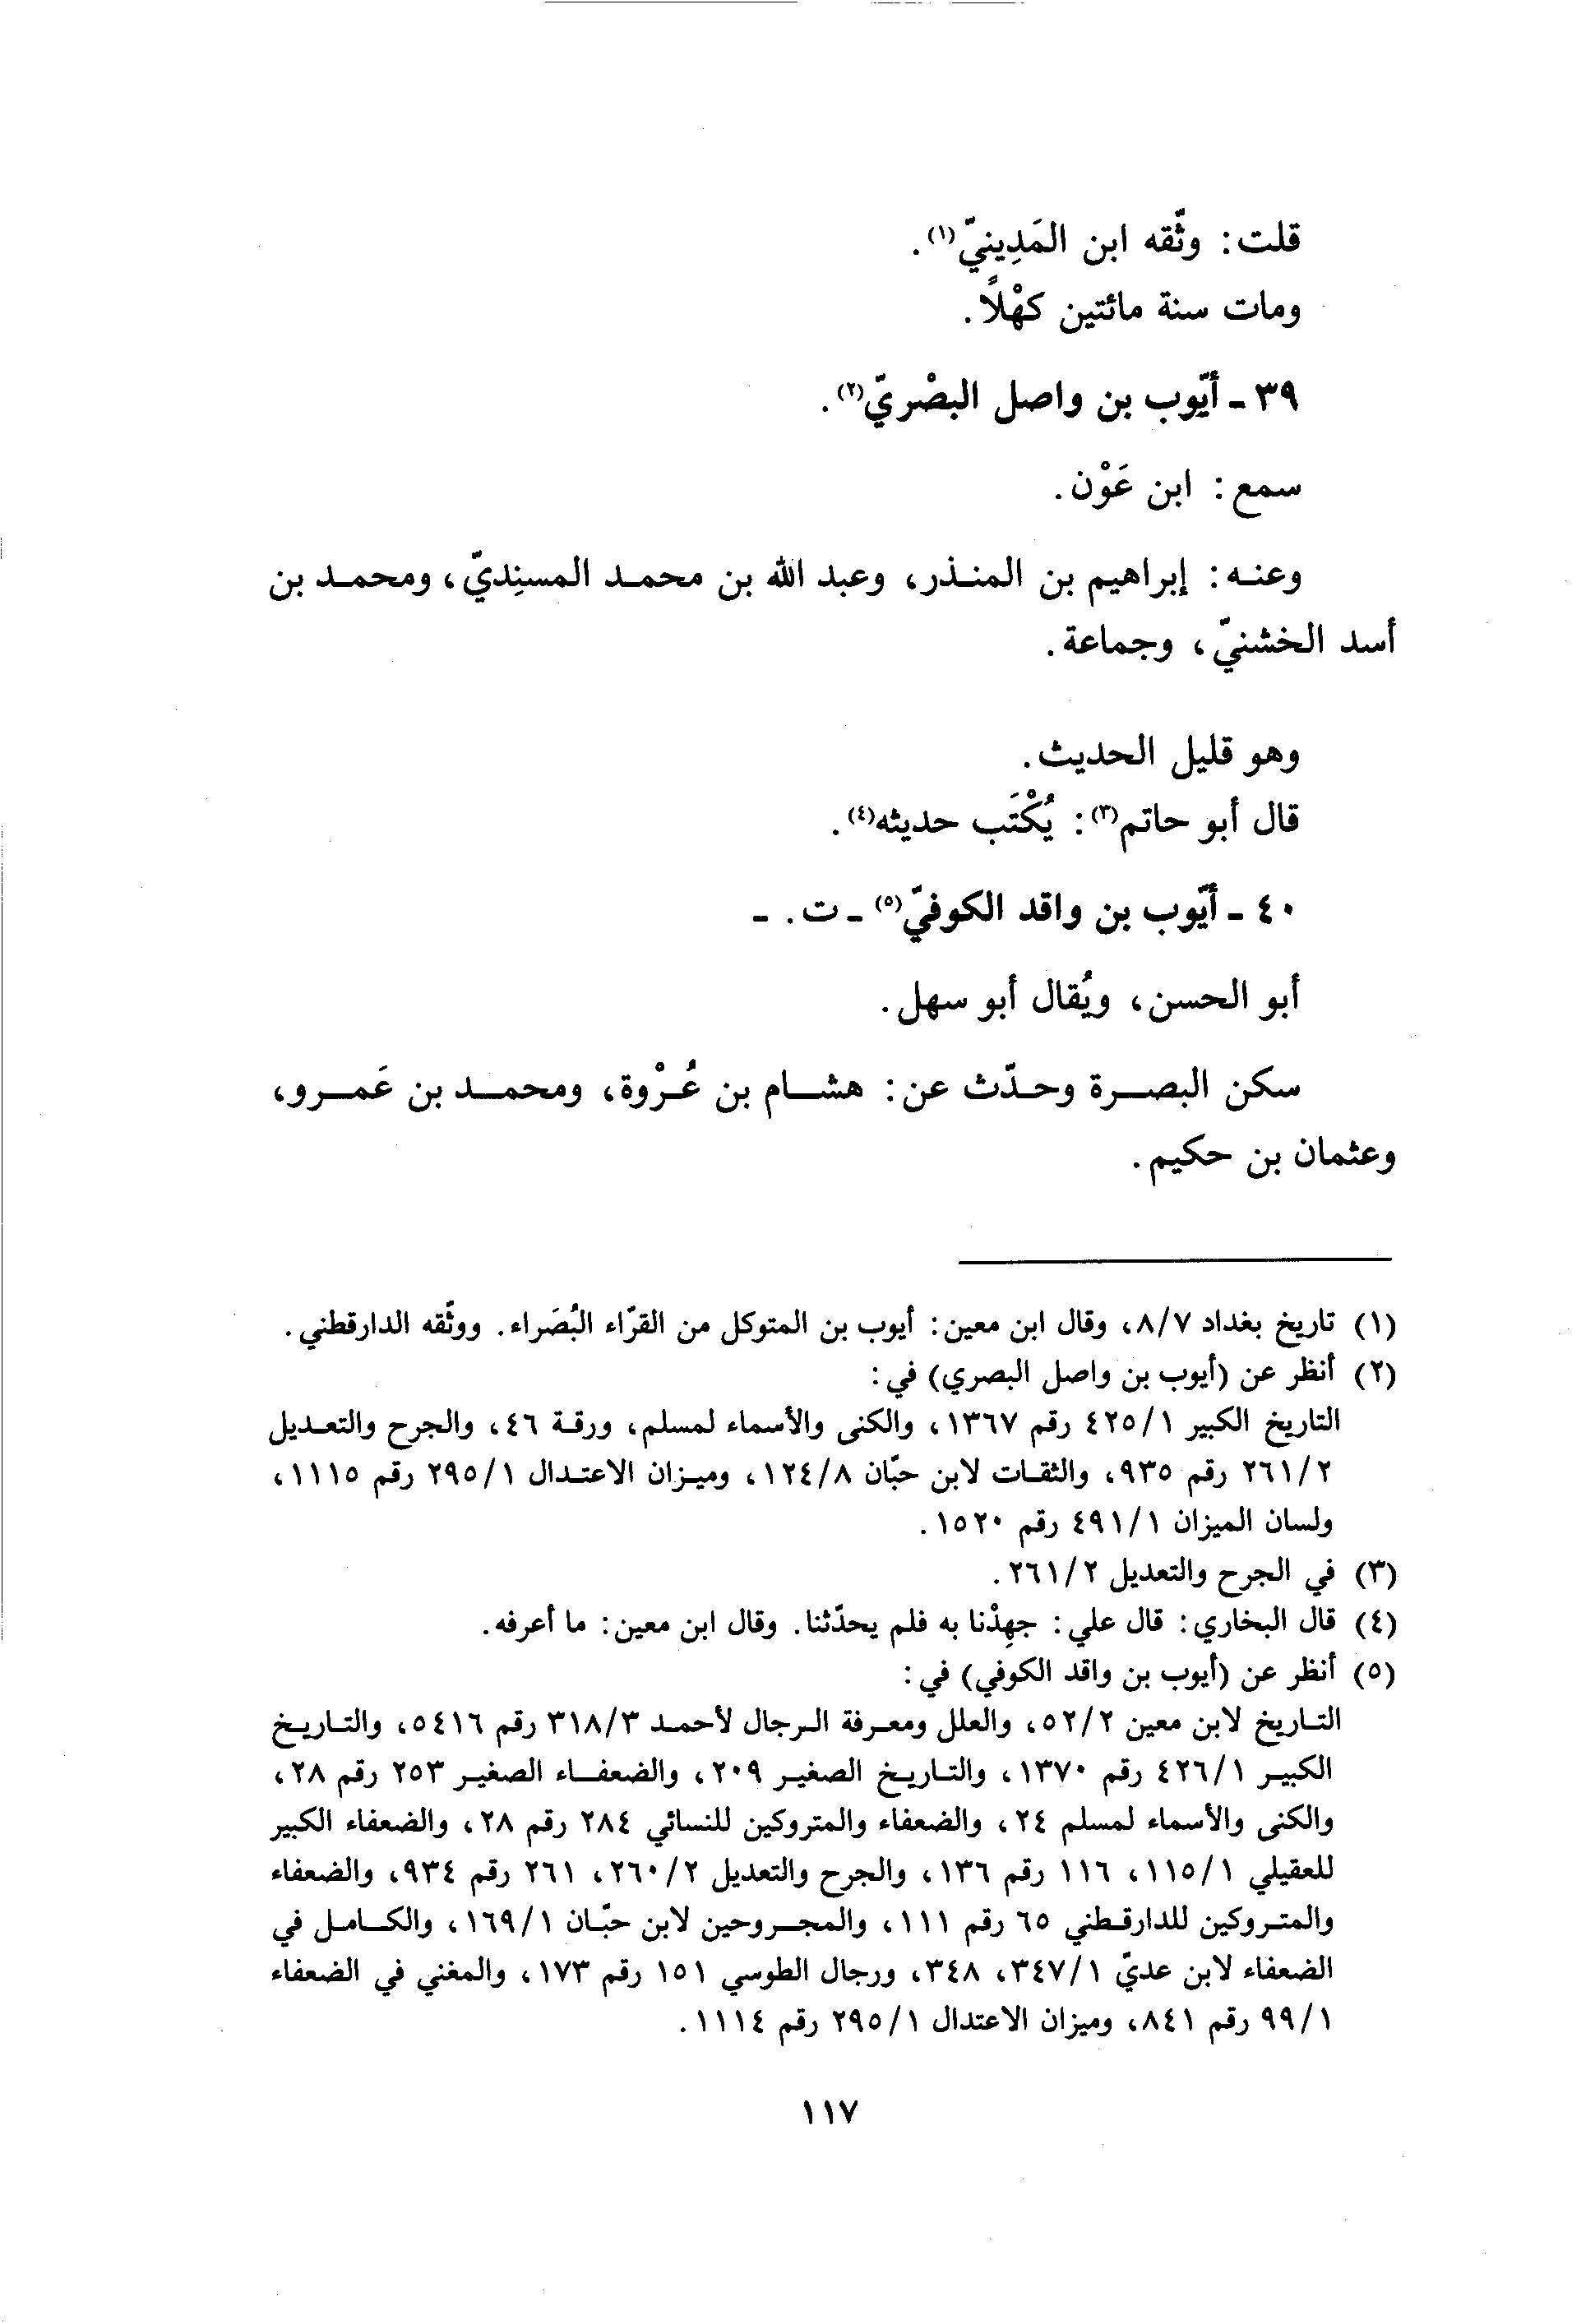 قلت: وثّقه ابن المَدِينيّ(١).
ومات سنة مائتين كهْلاً.
٣٩ - أيّوب بن واصل البصْريّ(٢).
سمع: ابن عَوْن.
وعنه: إبراهيم بن المنذر، وعبد الله بن محمد المسنِديّ، ومحمد بن
أسد الخشنيّ، وجماعة.
وهو قليل الحديث.
قال أبو حاتم(٣): يُكْتَب حديثه(٤).
٤٠ - أيّوب بن واقد الكوفيّ(٥) - ت. -
أبو الحسن، ويُقال أبو سهل.
سكن البصرة وحدّث عن: هشام بن عُرْوة، ومحمد بن عَمرو،
وعثمان بن حكيم.
(١) تاريخ بغداد ٨/٧، وقال ابن معين: أيوب بن المتوكل من القرّاء البُصَراء. ووثّقه الدارقطني.
(٢) أنظر عن (أيوب بن واصل البصري) في:
التاريخ الكبير ٤٢٥/١ رقم ١٣٦٧، والكنى والأسماء لمسلم، ورقة ٤٦، والجرح والتعديل
٢٦١/٢ رقم ٩٣٥، والثقات لابن حبّان ١٢٤/٨، وميزان الاعتدال ٢٩٥/١ رقم ١١١٥،
ولسان الميزان ٤٩١/١ رقم ١٥٢٠.
(٣) في الجرح والتعديل ٢٦١/٢.
(٤) قال البخاري: قال علي: جهِذْنا به فلم يحدّثنا. وقال ابن معين: ما أعرفه.
(٥) أنظر عن (أيوب بن واقد الكوفي) في:
التاريخ لابن معين ٥٢/٢، والعلل ومعرفة الرجال لأحمد ٣١٨/٣ رقم ٥٤١٦، والتاريخ
الكبير ٤٢٦/١ رقم ١٣٧٠، والتاريخ الصغير ٢٠٩، والضعفاء الصغير ٢٥٣ رقم ٢٨،
والكنى والأسماء لمسلم ٢٤، والضعفاء والمتروكين للنسائي ٢٨٤ رقم ٢٨، والضعفاء الكبير
للعقيلي ١١٥/١، ١١٦ رقم ١٣٦، والجرح والتعديل ٢٦٠/٢، ٢٦١ رقم ٩٣٤، والضعفاء
والمتروكين للدارقطني ٦٥ رقم ١١١، والمجروحين لابن حبّان ١٦٩/١، والكامل في
الضعفاء لابن عديّ ٣٤٧/١، ٣٤٨، ورجال الطوسي ١٥١ رقم ١٧٣، والمغني في الضعفاء
٩٩/١ رقم ٨٤١، وميزان الاعتدال ٢٩٥/١ رقم ١١١٤.
١١٧